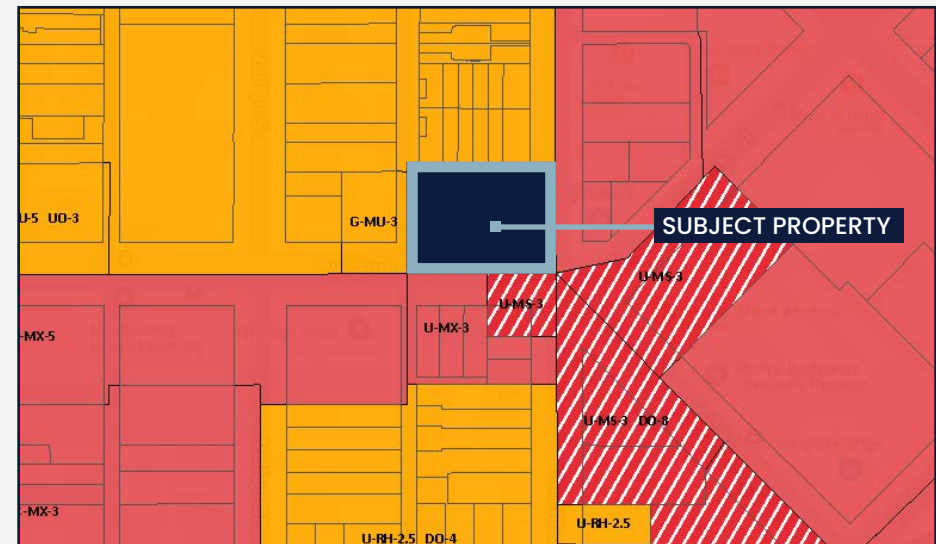 U-5 UO-3
G-MU-3
SUBJECT PROPERTY
U-MS-3
U-MS-3
U-MX-3
-MX-5
U-MS-3 DO-8
-MX-3
U-RH-2.5
U-RH-2.5 DO-4